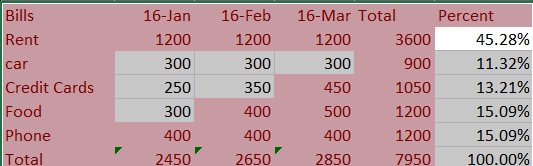 Bills 16-Jan 16-Feb 16-Mar Total Percent
Rent 1200 1200 1200 3600 45.28%
car 300 300 300 900 11.32%
Credit Cards 250 350 450 1050 13.21%
Food 300 400 500 1200 15.09%
Phone 400 400 400 1200 15.09%
Total 2450 2650 2850 7950 100.00%